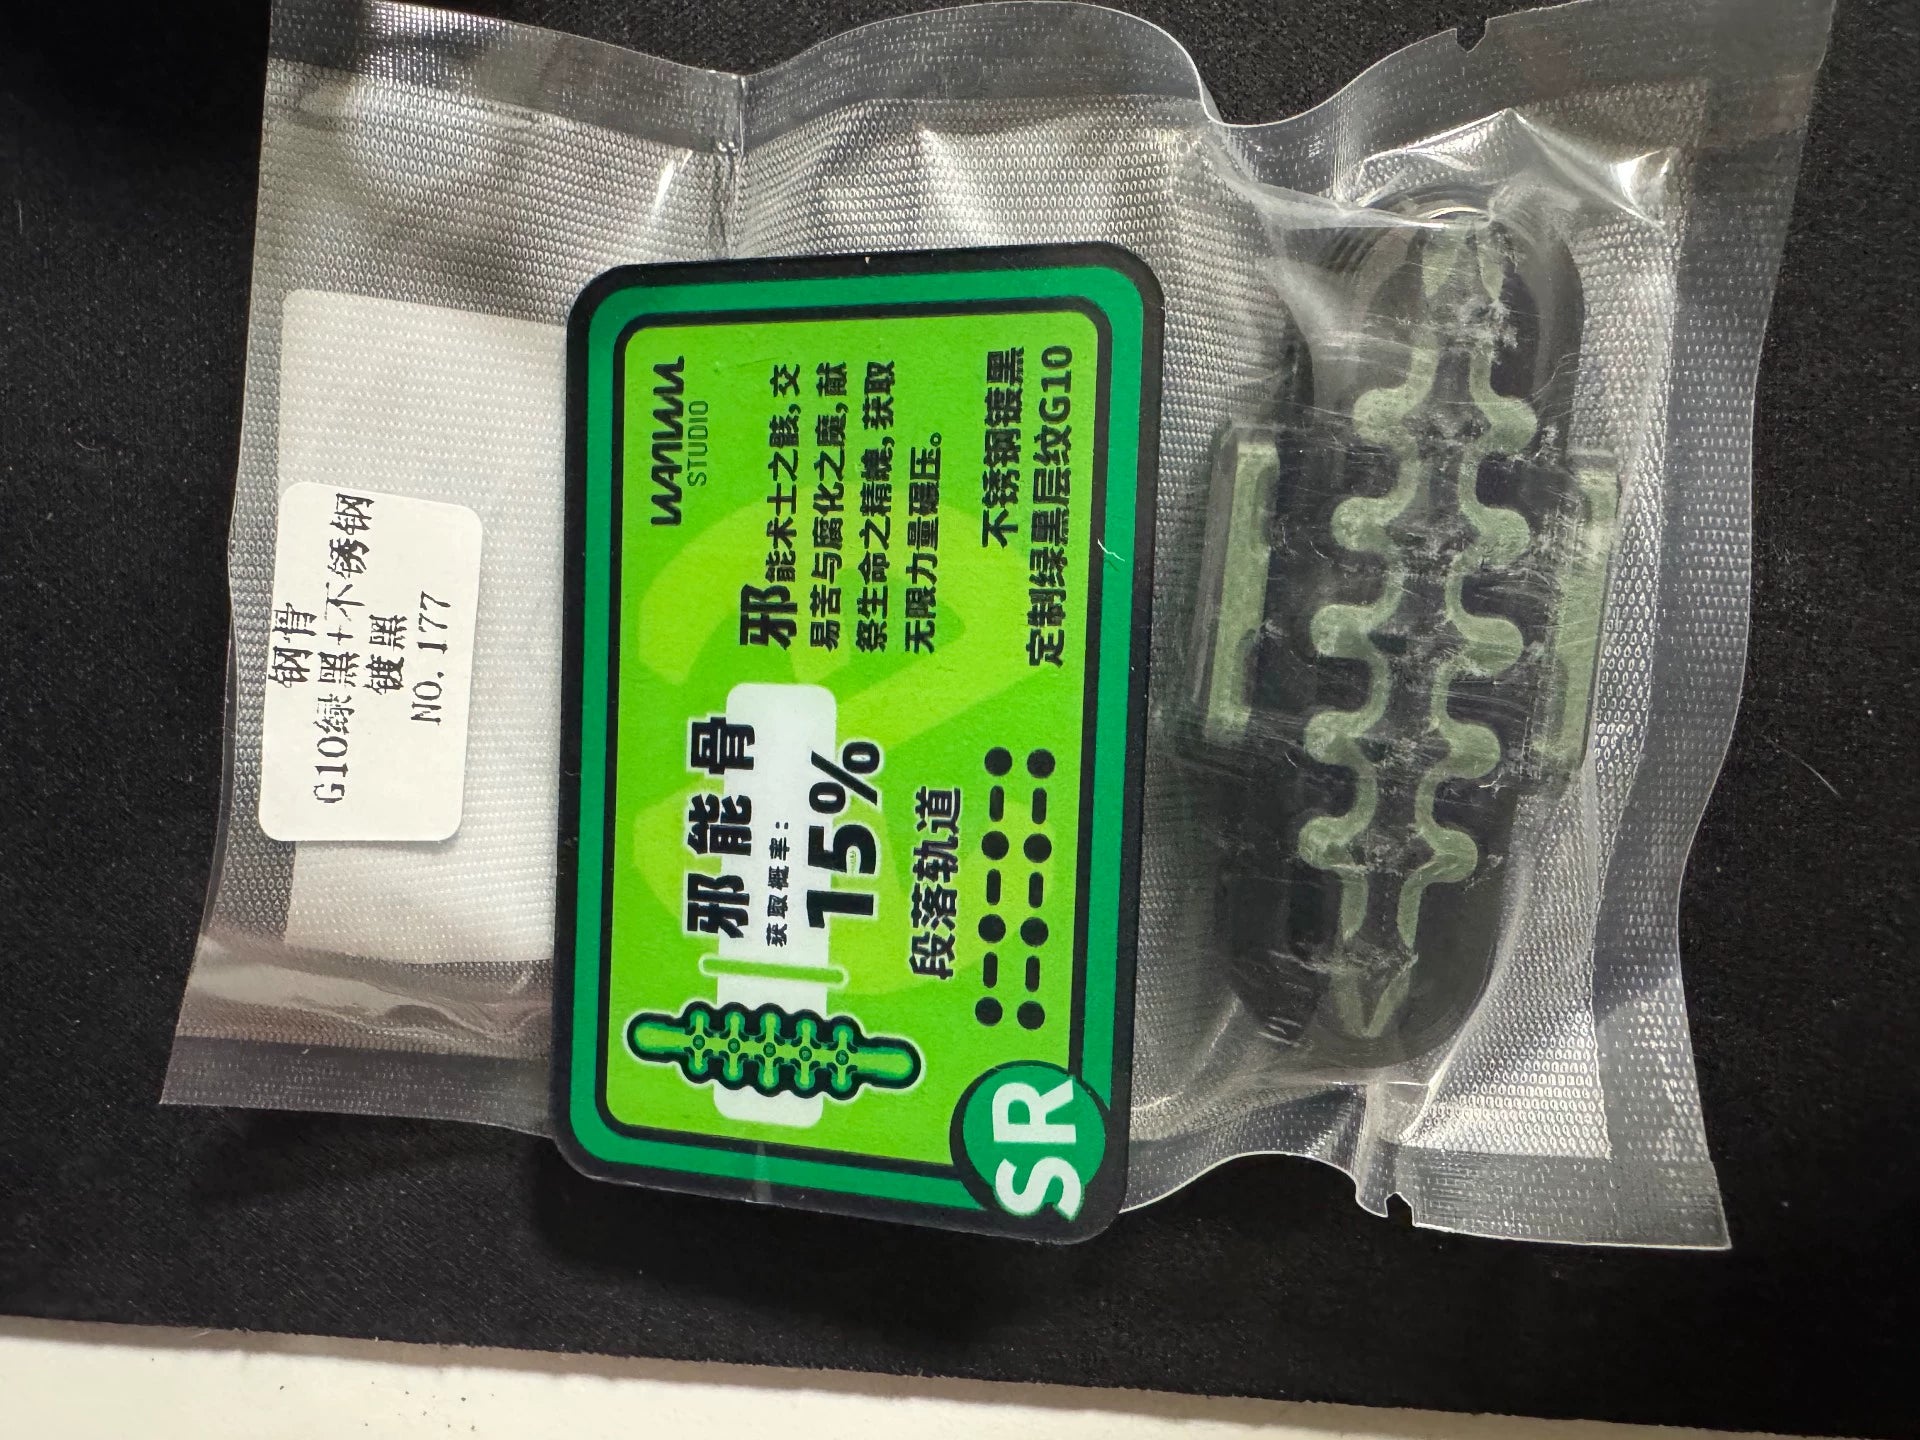 钢骨
G10绿黑+不锈钢
镀黑
NO.177
WANWU
STUDIO
邪能骨
获取概率:
15%
邪能术士之骸,交
易苦与腐化之魔,献
祭生命之精魄,获取
无限力量碾压。
段落轨道
不锈钢镀黑
定制绿黑层纹G10
SR